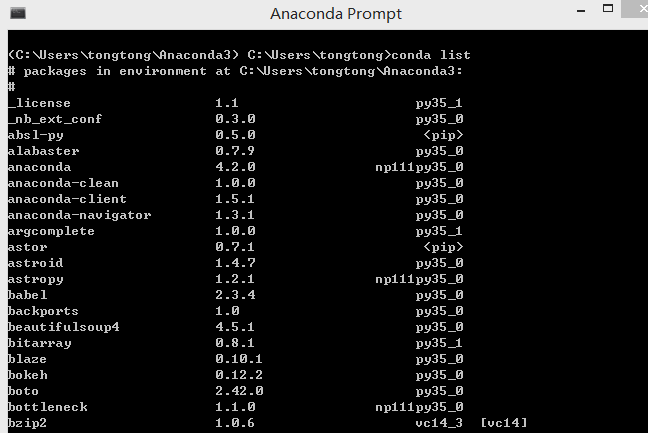 Anaconda Prompt
(C:\Users\tongtong\Anaconda3) C:\Users\tongtong>conda list
# packages in environment at C:\Users\tongtong\Anaconda3:
#
_license 1.1 py35_1
_nb_ext_conf 0.3.0 py35_0
absl-py 0.5.0 <pip>
alabaster 0.7.9 py35_0
anaconda 4.2.0 np111py35_0
anaconda-clean 1.0.0 py35_0
anaconda-client 1.5.1 py35_0
anaconda-navigator 1.3.1 py35_0
argcomplete 1.0.0 py35_1
astor 0.7.1 <pip>
astroid 1.4.7 py35_0
astropy 1.2.1 np111py35_0
babel 2.3.4 py35_0
backports 1.0 py35_0
beautifulsoup4 4.5.1 py35_0
bitarray 0.8.1 py35_1
blaze 0.10.1 py35_0
bokeh 0.12.2 py35_0
boto 2.42.0 py35_0
bottleneck 1.1.0 np111py35_0
bzip2 1.0.6 vc14_3 [vc14]